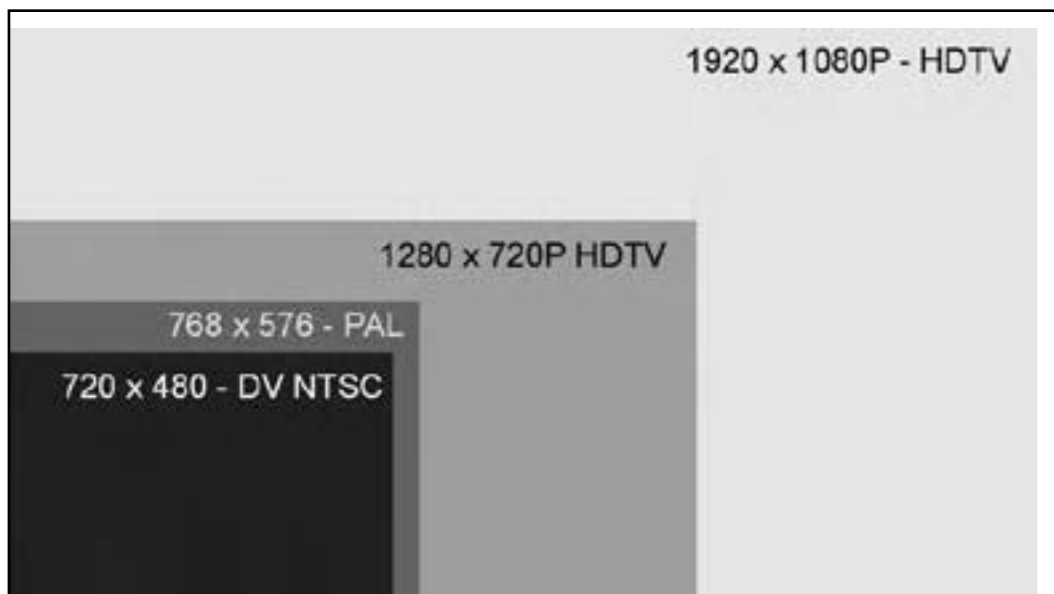 1920 x 1080P - HDTV
1280 x 720P HDTV
768 x 576 - PAL
720 x 480 - DV NTSC